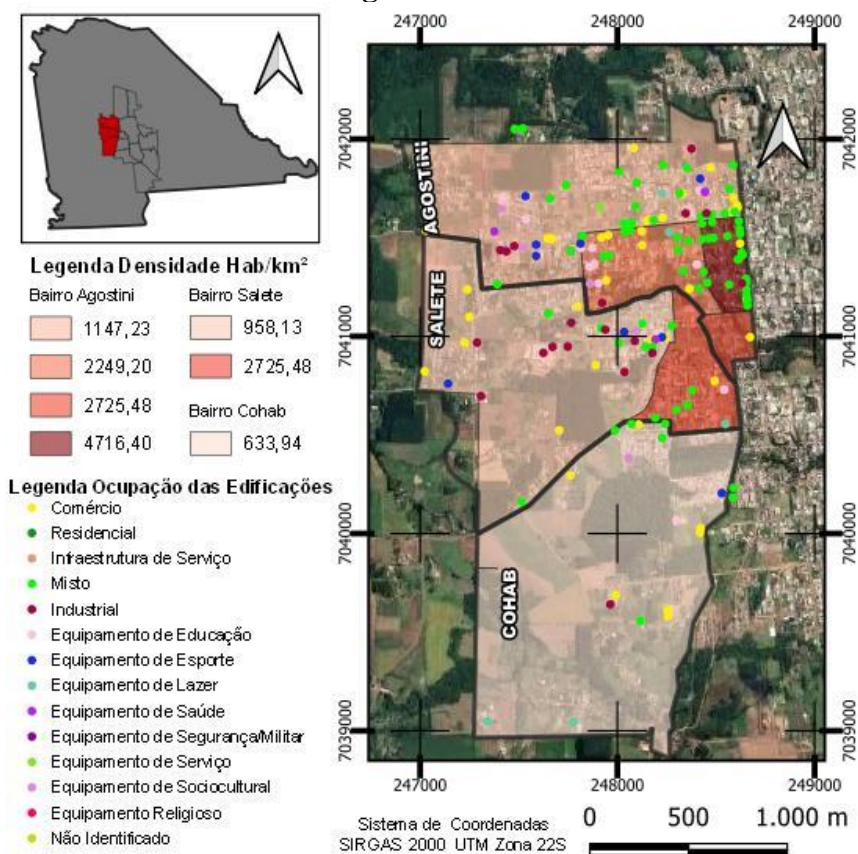 247000 248000 249000
7042000 7042000
AGOSTINI
Legenda Densidade Hab/km²
Bairro Agostini Bairro Salete
1147,23 958,13
2249,20 2725,48
2725,48 Bairro Cohab
4716,40 633,94
SALETE
7041000 7041000
Legenda Ocupação das Edificações
Comércio
Residencial
Infraestrutura de Serviço
Misto
Industrial
Equipamento de Educação
Equipamento de Esporte
Equipamento de Lazer
Equipamento de Saúde
Equipamento de Segurança/Militar
Equipamento de Serviço
Equipamento de Sociocultural
Equipamento Religioso
Não Identificado
7040000 7040000
COHAB
7039000 7039000
247000 248000 249000
Sistema de Coordenadas
SIRGAS 2000 UTM Zona 22S
0 500 1.000 m